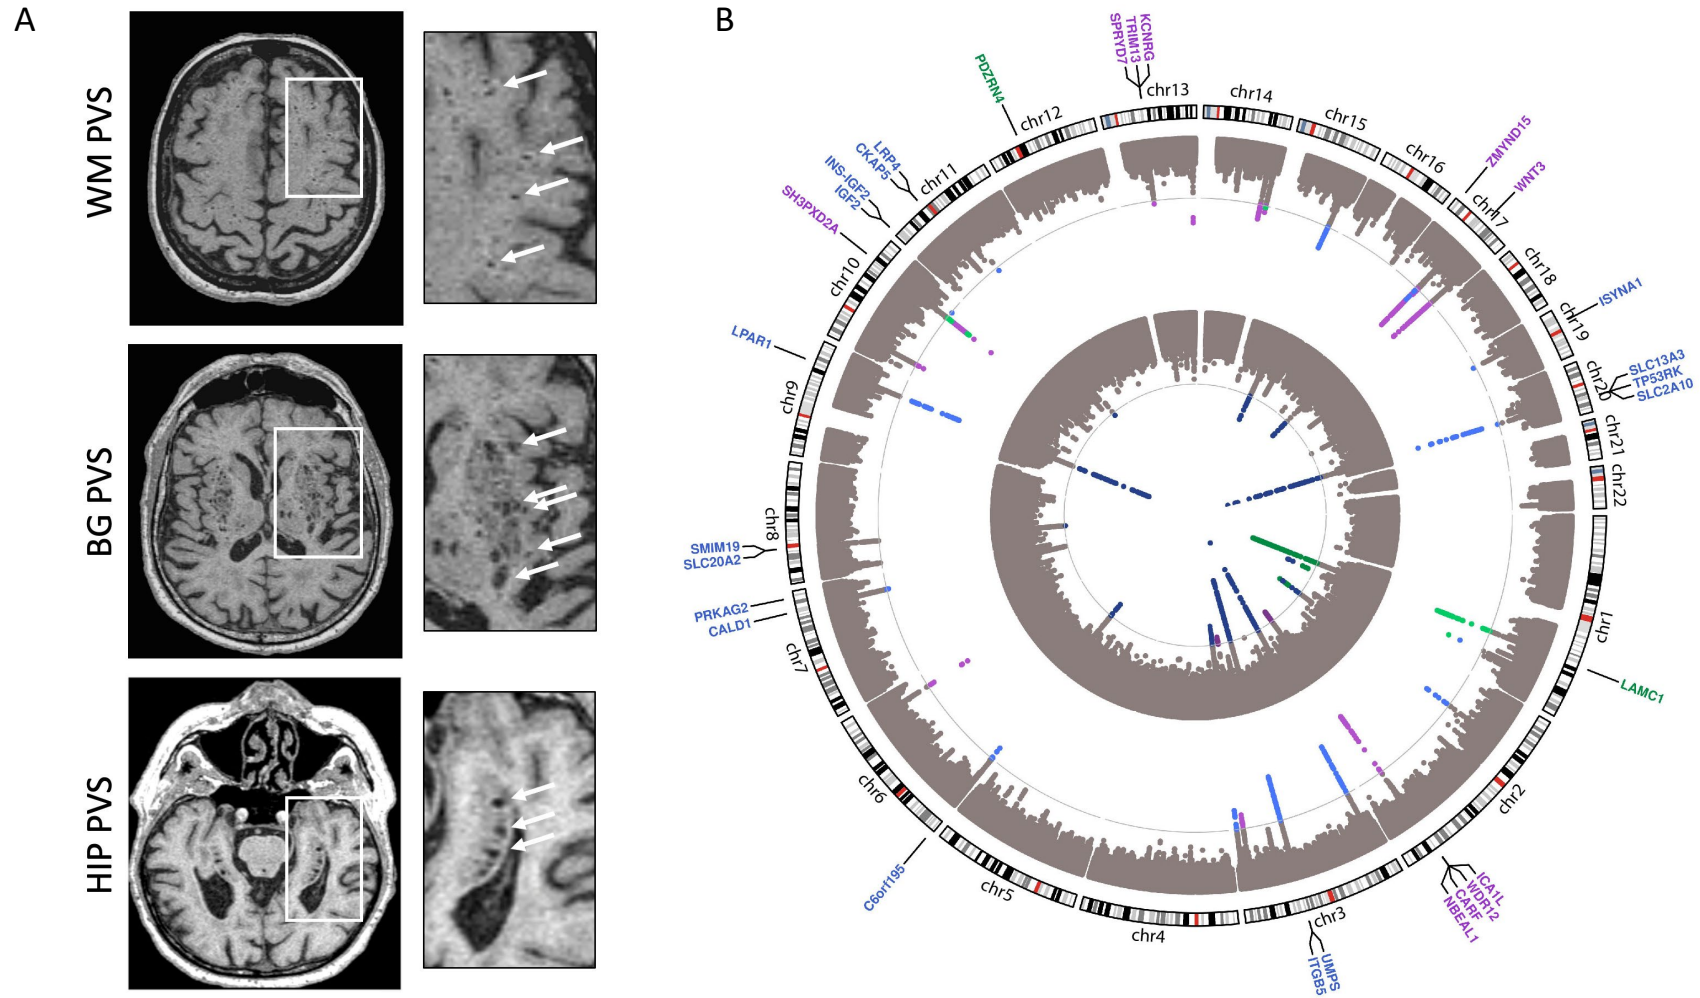 A
WM PVS
BG PVS
HIP PVS
B
chr1
chr2
chr3
chr4
chr5
chr6
chr7
chr8
chr9
chr10
chr11
chr12
chr13
chr14
chr15
chr16
chr17
chr18
chr19
chr20
chr21
chr22
LAMC1
ICA1L
WDR12
CARF
NBEAL1
UMPS
ITGB5
C6orf195
CALD1
PRKAG2
SLC20A2
SMIM19
LPAR1
SH3PXD2A
IGF2
INS-IGF2
CKAP5
LRP4
PDZRN4
SPRYD7
TRIM13
KCNRG
ZMYND15
WNT3
ISYNA1
SLC13A3
TP53RK
SLC2A10